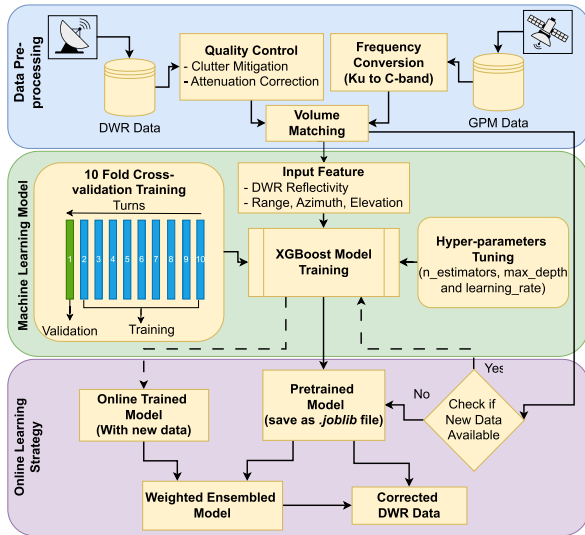 Data Pre-
processing
DWR Data
Quality Control
- Clutter Mitigation
- Attenuation Correction
Frequency
Conversion
(Ku to C-band)
GPM Data
Volume
Matching
Machine Learning Model
10 Fold Cross-
validation Training
Turns
1 2 3 4 5 6 7 8 9 10
Validation
Training
Input Feature
- DWR Reflectivity
- Range, Azimuth, Elevation
XGBoost Model
Training
Hyper-parameters
Tuning
(n_estimators, max_depth
and learning_rate)
Online Learning
Strategy
Online Trained
Model
(With new data)
Pretrained
Model
(save as .joblib file)
No
Yes
Check if
New Data
Available
Weighted Ensembled
Model
Corrected
DWR Data